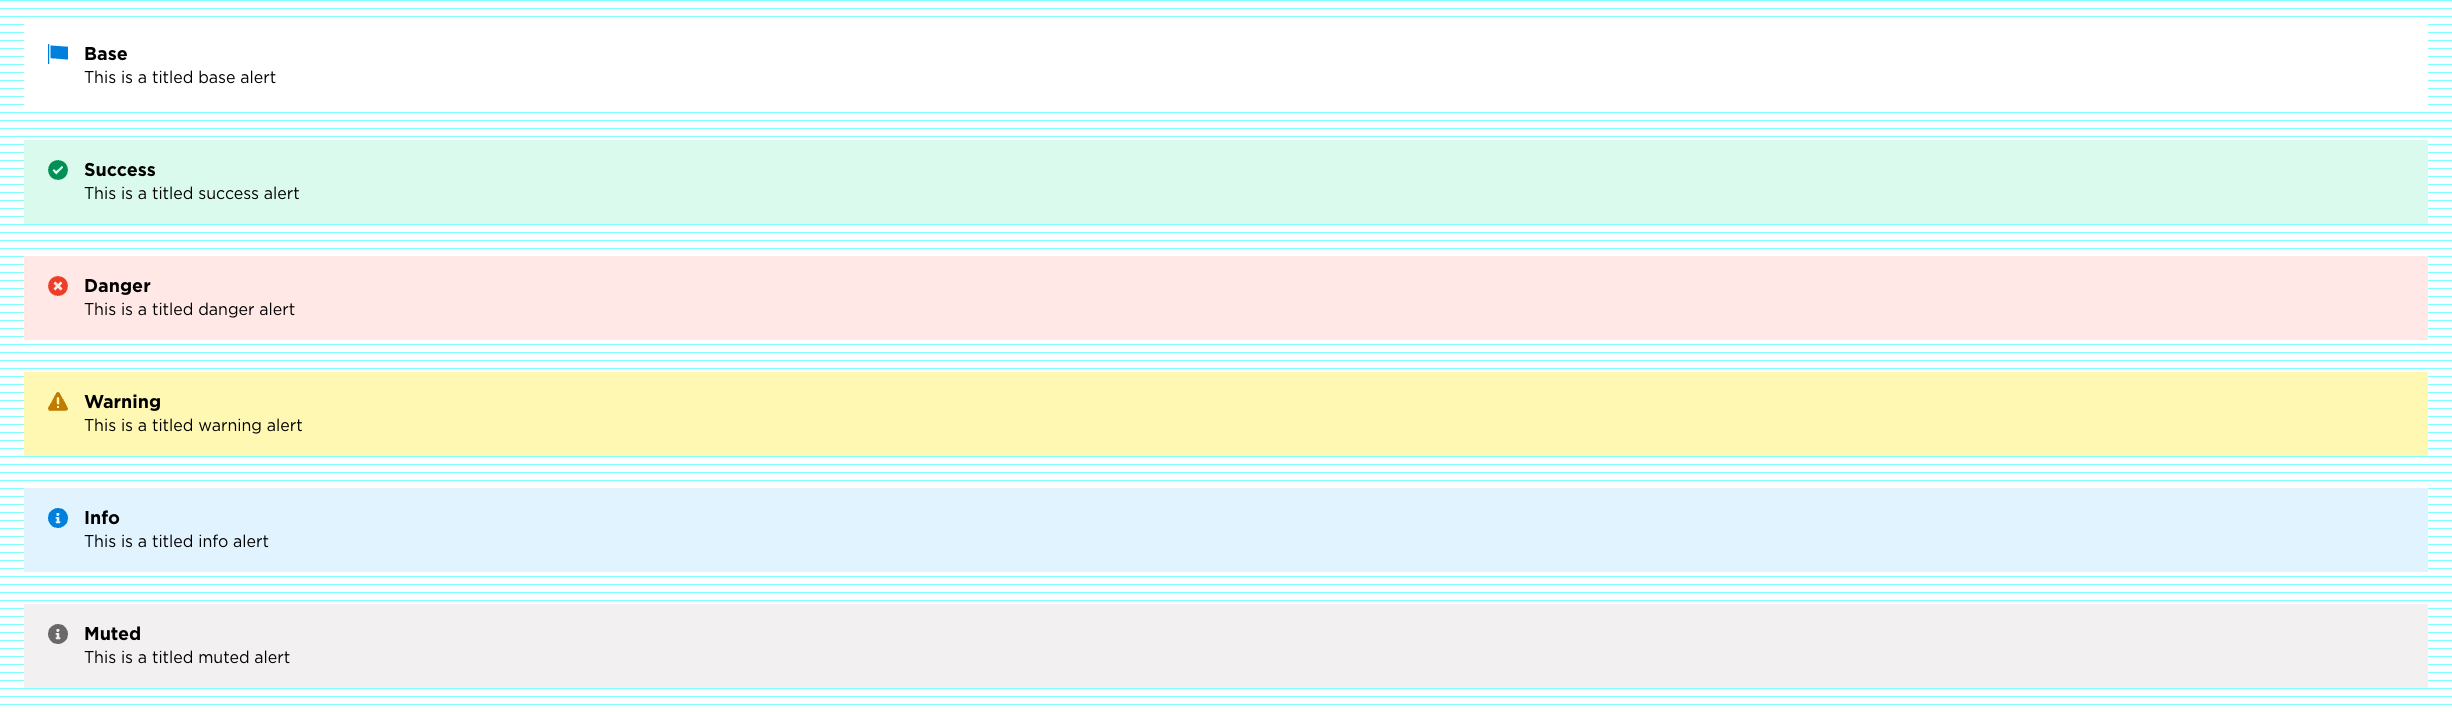 Base
This is a titled base alert
Success
This is a titled success alert
Danger
This is a titled danger alert
Warning
This is a titled warning alert
Info
This is a titled info alert
Muted
This is a titled muted alert